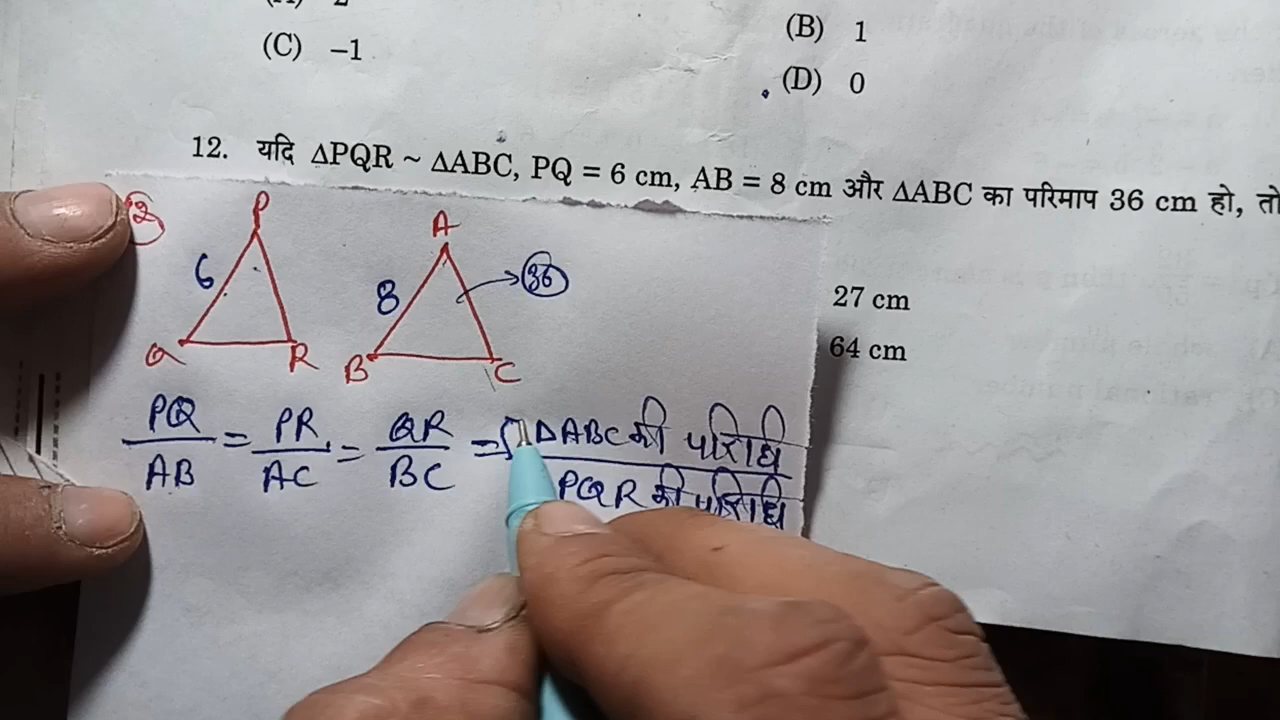 (C) −1
(B) 1
(D) 0
12. यदि ΔPQR ~ ΔABC, PQ = 6 cm, AB = 8 cm और ΔABC का परिमाप 36 cm हो, तो
P
A
6
8
36
Q
R
B
C
27 cm
64 cm
PQ/AB = PR/AC = QR/BC = ΔABC की परिधि
PQR की परिधि